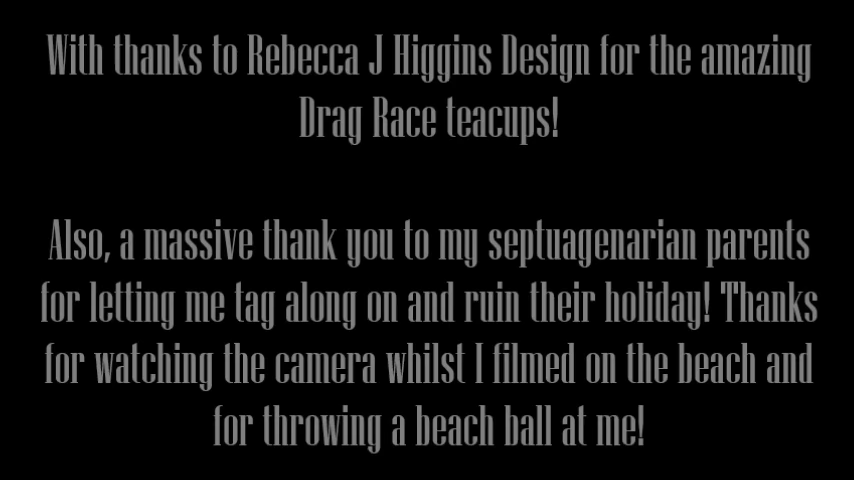 With thanks to Rebecca J Higgins Design for the amazing
Drag Race teacups!
Also, a massive thank you to my septuagenarian parents
for letting me tag along on and ruin their holiday! Thanks
for watching the camera whilst I filmed on the beach and
for throwing a beach ball at me!